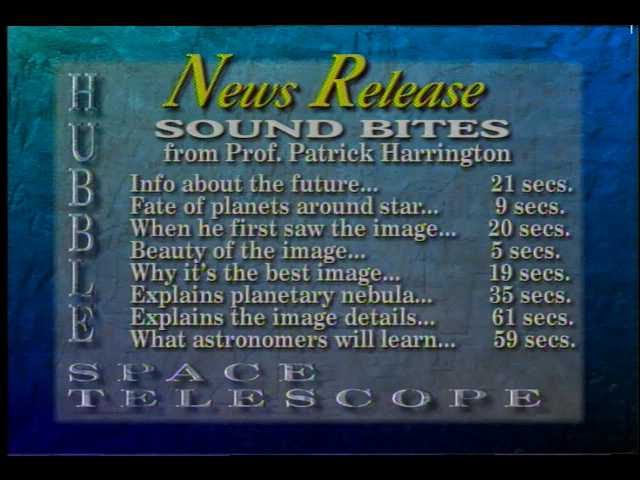 News Release
SOUND BITES
from Prof. Patrick Harrington
Info about the future... 21 secs.
Fate of planets around star... 9 secs.
When he first saw the image... 20 secs.
Beauty of the image... 5 secs.
Why it's the best image... 19 secs.
Explains planetary nebula... 35 secs.
Explains the image details... 61 secs.
What astronomers will learn... 59 secs.
HUBBLE
SPACE
TELESCOPE